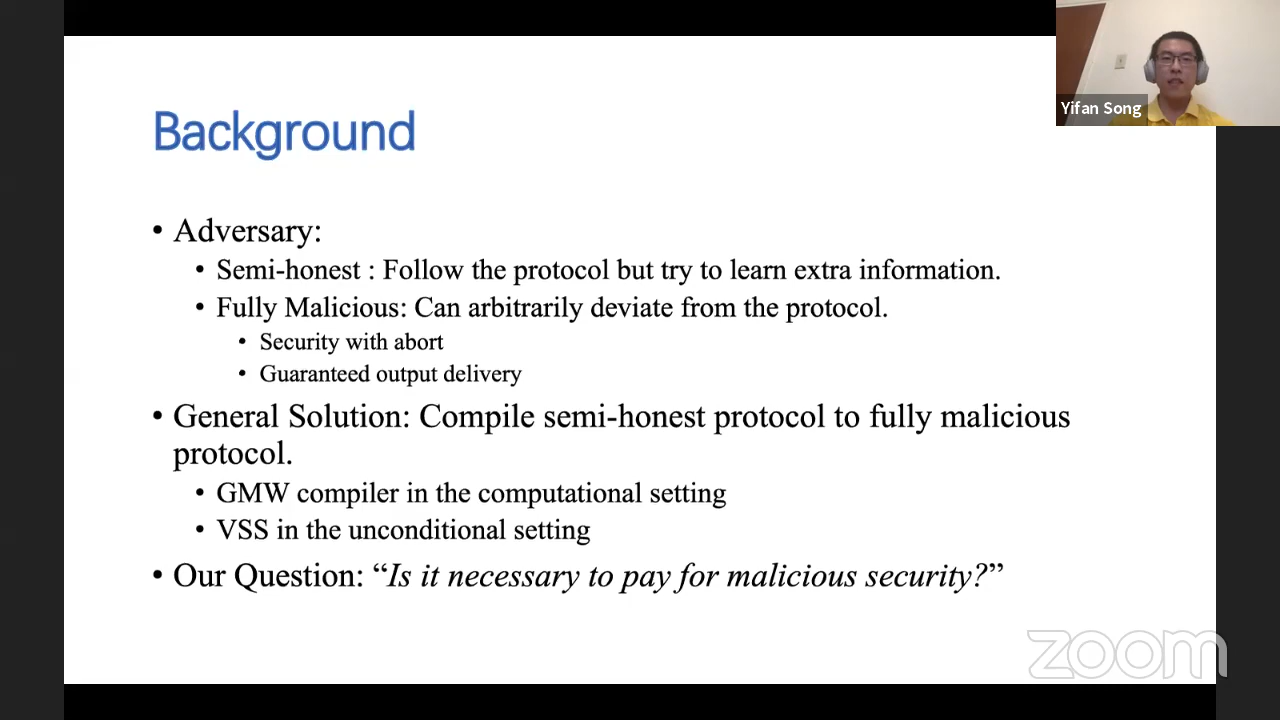 Background
Yifan Song
• Adversary:
• Semi-honest : Follow the protocol but try to learn extra information.
• Fully Malicious: Can arbitrarily deviate from the protocol.
• Security with abort
• Guaranteed output delivery
• General Solution: Compile semi-honest protocol to fully malicious
protocol.
• GMW compiler in the computational setting
• VSS in the unconditional setting
• Our Question: “Is it necessary to pay for malicious security?”
zoom